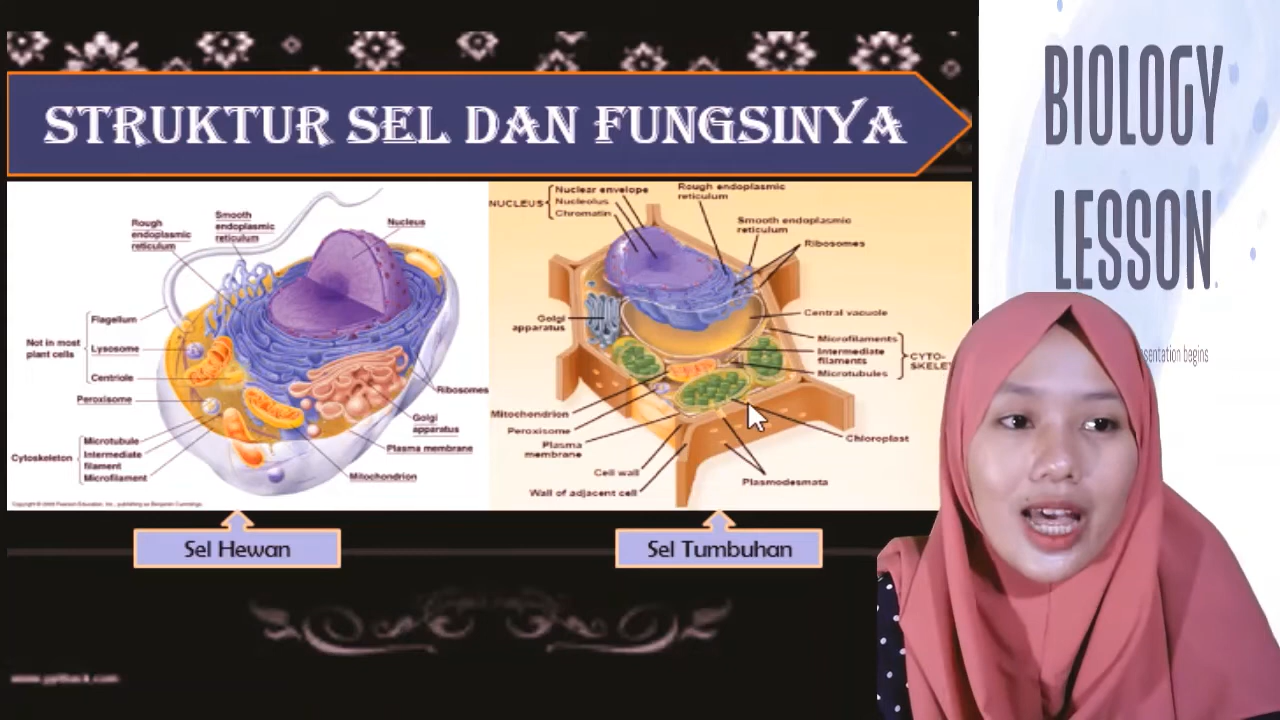 STRUKTUR SEL DAN FUNGSINYA
BIOLOGY
LESSON
Rough
endoplasmic
reticulum
Smooth
endoplasmic
reticulum
Nucleus
Flagellum
Not in most
plant cells
Lysosome
Centriole
Peroxisome
Microtubule
Cytoskeleton
Intermediate
filament
Microfilament
Ribosomes
Golgi
apparatus
Plasma membrane
Mitochondrion
NUCLEUS
Nuclear envelope
Nucleolus
Chromatin
Rough endoplasmic
reticulum
Smooth endoplasmic
reticulum
Ribosomes
Golgi
apparatus
Central vacuole
Microfilaments
Intermediate
filaments
Microtubules
CYTO-
SKELE
Mitochondrion
Peroxisome
Plasma
membrane
Cell wall
Wall of adjacent cell
Chloroplast
Plasmodesmata
Sel Hewan
Sel Tumbuhan
begins